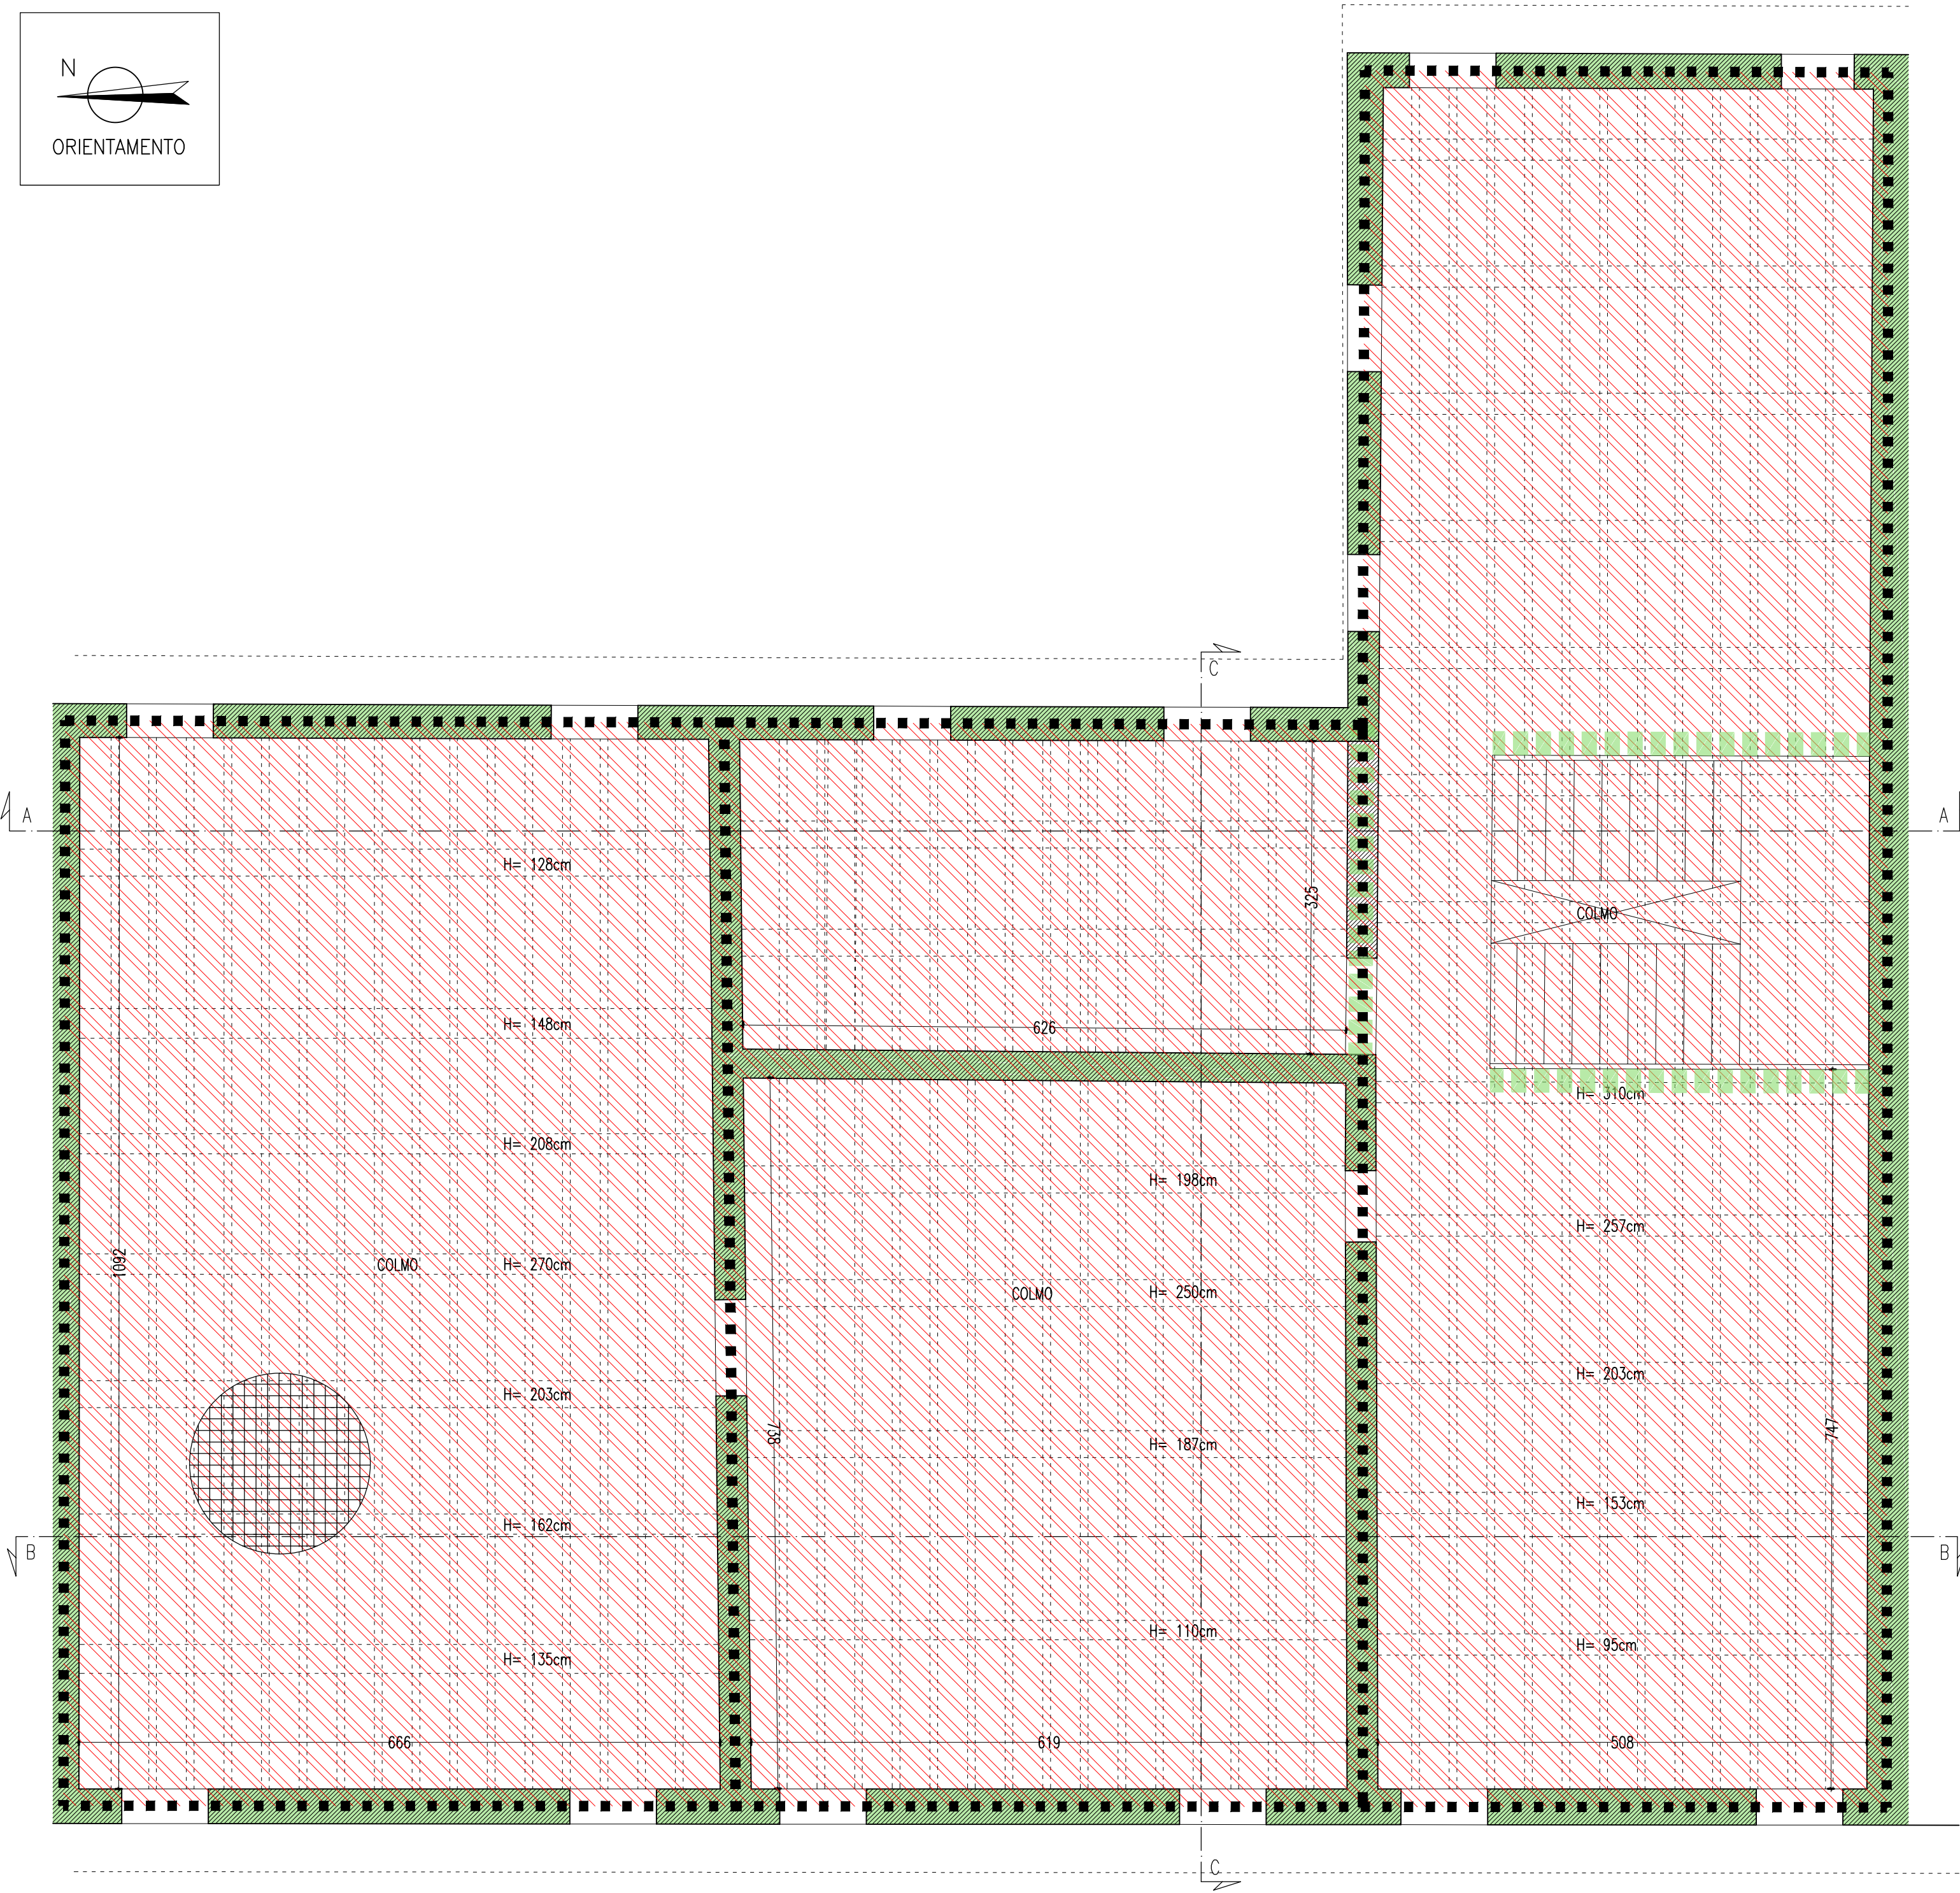 N
ORIENTAMENTO
C
A
A
H= 128cm
325
COLMO
H= 148cm
626
H= 310cm
H= 208cm
H= 198cm
H= 257cm
1092
COLMO
H= 270cm
COLMO
H= 250cm
H= 203cm
H= 203cm
738
H= 187cm
747
H= 153cm
H= 162cm
B
B
H= 110cm
H= 95cm
H= 135cm
666
619
508
C